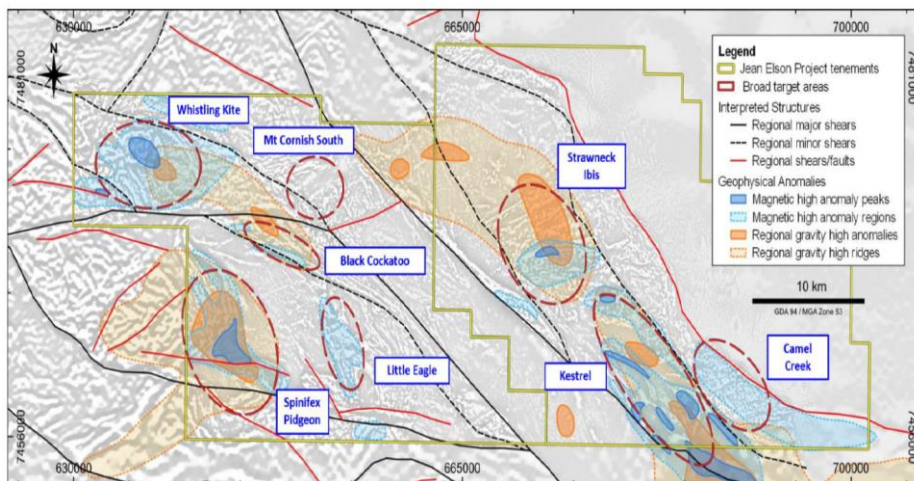 630000
665000
700000
N
7481000
7481000
Whistling Kite
Mt Cornish South
Strawneck
Ibis
Black Cockatoo
Little Eagle
Kestrel
Camel
Creek
Spinifex
Pidgeon
Legend
Jean Elson Project tenements
Broad target areas
Interpreted Structures
Regional major shears
Regional minor shears
Regional shears/faults
Geophysical Anomalies
Magnetic high anomaly peaks
Magnetic high anomaly regions
Regional gravity high anomalies
Regional gravity high ridges
10 km
GDA 94 / MGA Zone 53
7456000
630000
665000
700000